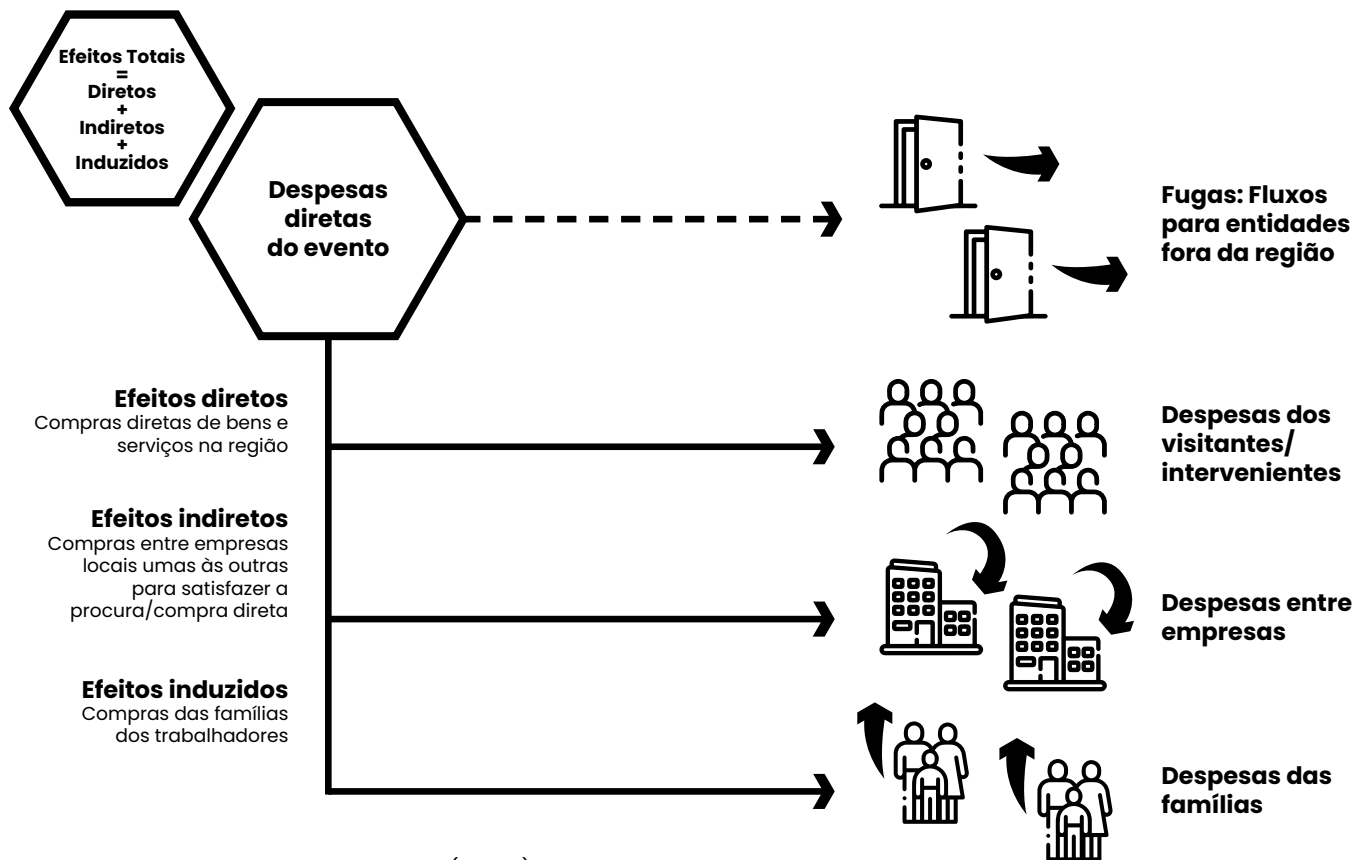 Efeitos Totais
=
Diretos
+
Indiretos
+
Induzidos
Despesas
diretas
do evento
Fugas: Fluxos
para entidades
fora da região
Efeitos diretos
Compras diretas de bens e
serviços na região
Despesas dos
visitantes/
intervenientes
Efeitos indiretos
Compras entre empresas
locais umas às outras
para satisfazer a
procura/compra direta
Despesas entre
empresas
Efeitos induzidos
Compras das famílias
dos trabalhadores
Despesas das
famílias